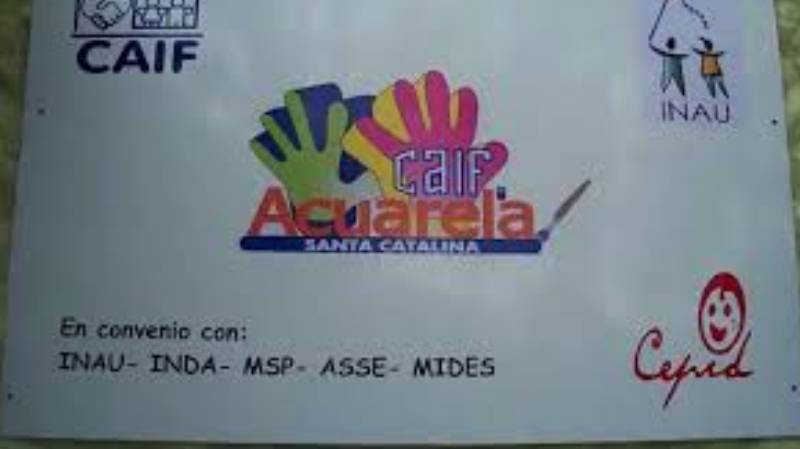 CAIF
INAU
caif
Acuarela
SANTA CATALINA
En convenio con:
INAU- INDA- MSP- ASSE- MIDES
Cepid